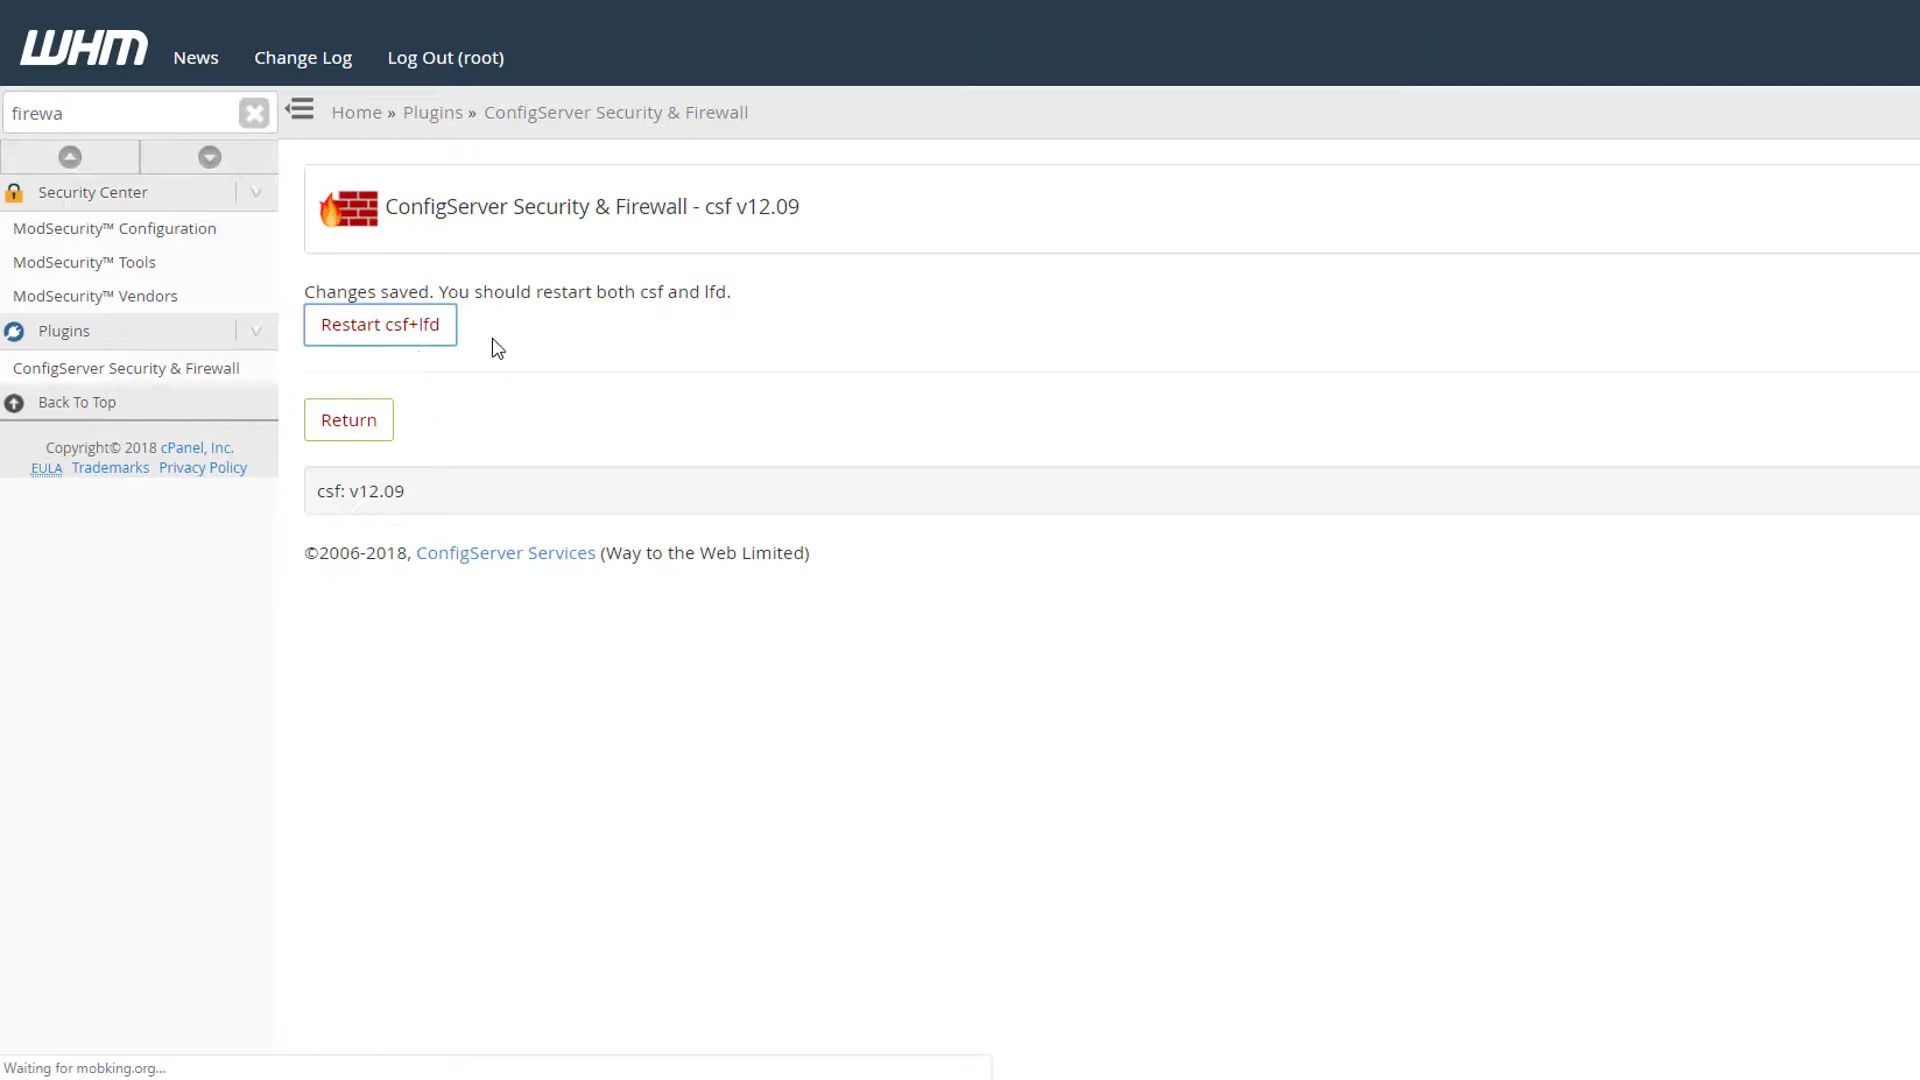 WHM
News
Change Log
Log Out (root)
firewa
Home » Plugins » ConfigServer Security & Firewall
Security Center
ModSecurity™ Configuration
ModSecurity™ Tools
ModSecurity™ Vendors
Plugins
ConfigServer Security & Firewall
Back To Top
Copyright© 2018 cPanel, Inc.
EULA Trademarks Privacy Policy
ConfigServer Security & Firewall - csf v12.09
Changes saved. You should restart both csf and lfd.
Restart csf+lfd
Return
csf: v12.09
©2006-2018, ConfigServer Services (Way to the Web Limited)
Waiting for mobking.org...